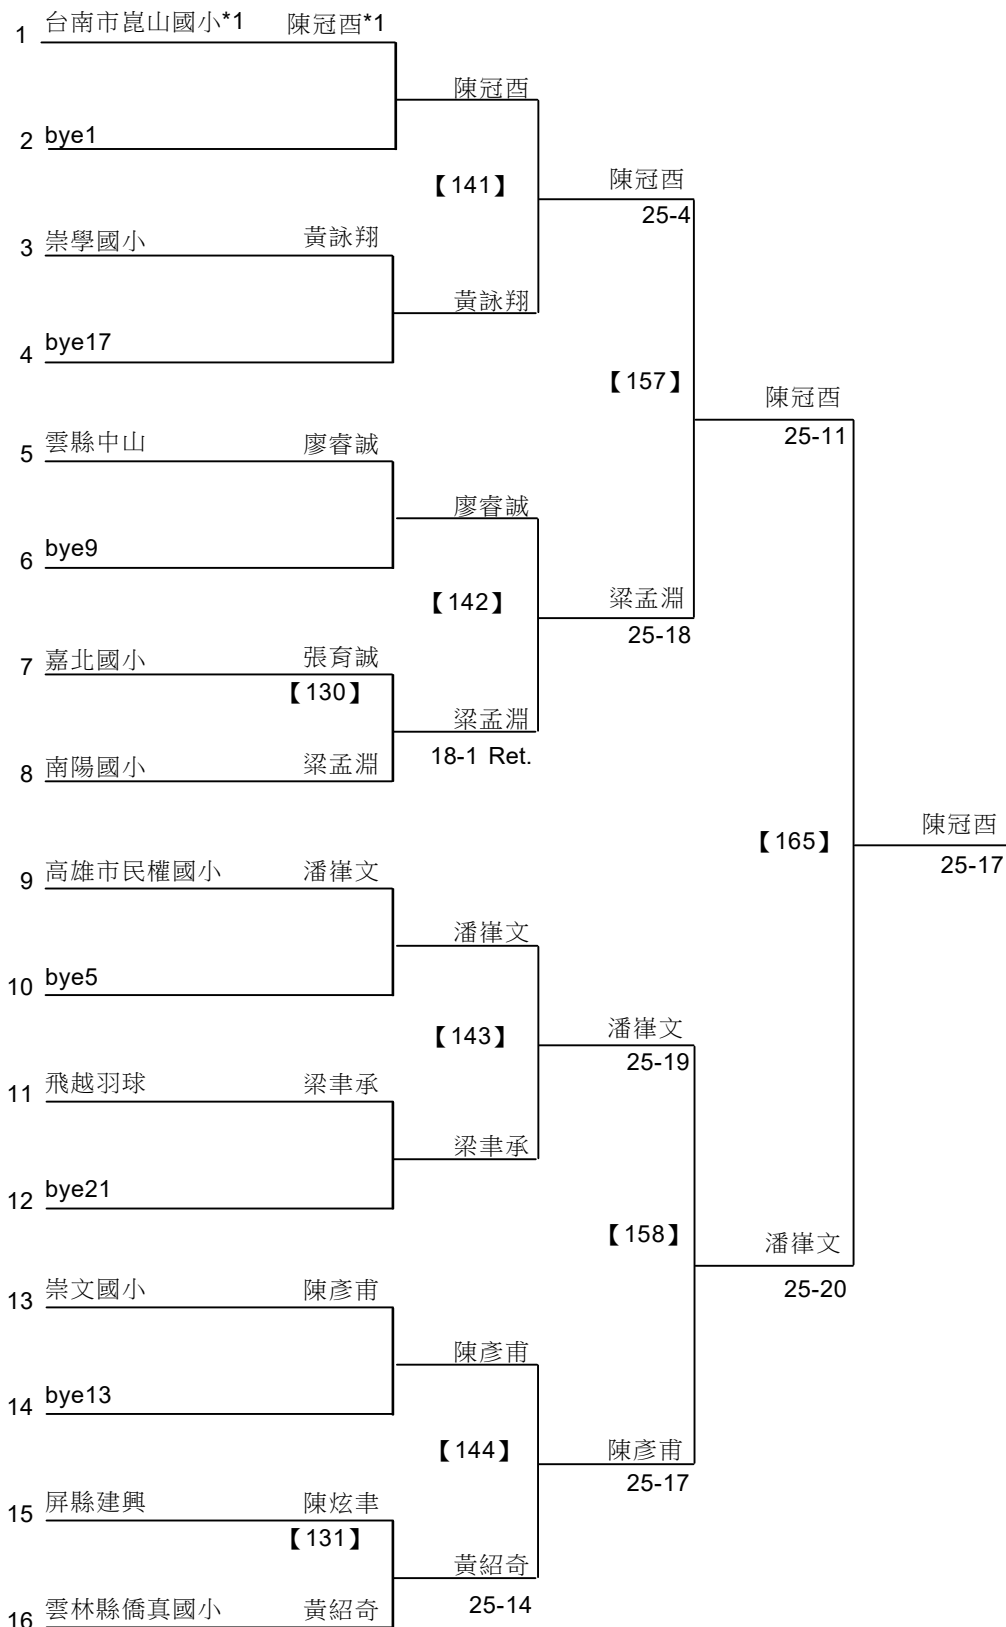 1 台南市崑山國小*1 陳冠酉*1
陳冠酉
2 bye1
【141】
陳冠酉
25-4
3 崇學國小 黃詠翔
黃詠翔
4 bye17
【157】
陳冠酉
25-11
5 雲縣中山 廖睿誠
廖睿誠
6 bye9
【142】
梁孟淵
25-18
7 嘉北國小 張育誠
【130】
梁孟淵
18-1 Ret.
8 南陽國小 梁孟淵
【165】
陳冠酉
25-17
9 高雄市民權國小 潘嵂文
潘嵂文
10 bye5
【143】
潘嵂文
25-19
11 飛越羽球 梁聿承
梁聿承
12 bye21
【158】
潘嵂文
25-20
13 崇文國小 陳彥甫
陳彥甫
14 bye13
【144】
陳彥甫
25-17
15 屏縣建興 陳炫聿
【131】
黃紹奇
25-14
16 雲林縣僑真國小 黃紹奇